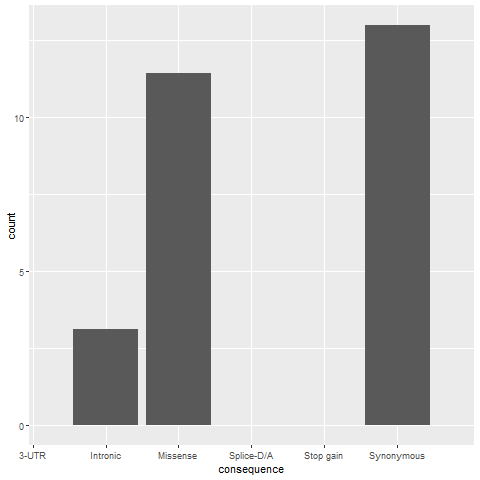 count
10
5
0
3-UTR Intronic Missense Splice-D/A Stop gain Synonymous
consequence